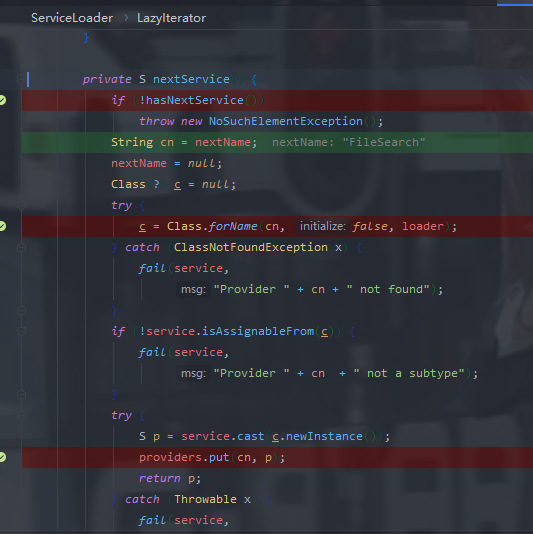 ServiceLoader > LazyIterator
}
private S nextService() {
if (!hasNextService())
throw new NoSuchElementException();
String cn = nextName; nextName: "FileSearch"
nextName = null;
Class<?> c = null;
try {
c = Class.forName(cn, initialize: false, loader);
} catch (ClassNotFoundException x) {
fail(service,
msg: "Provider " + cn + " not found");
}
if (!service.isAssignableFrom(c)) {
fail(service,
msg: "Provider " + cn  + " not a subtype");
}
try {
S p = service.cast(c.newInstance());
providers.put(cn, p);
return p;
} catch (Throwable x) {
fail(service,